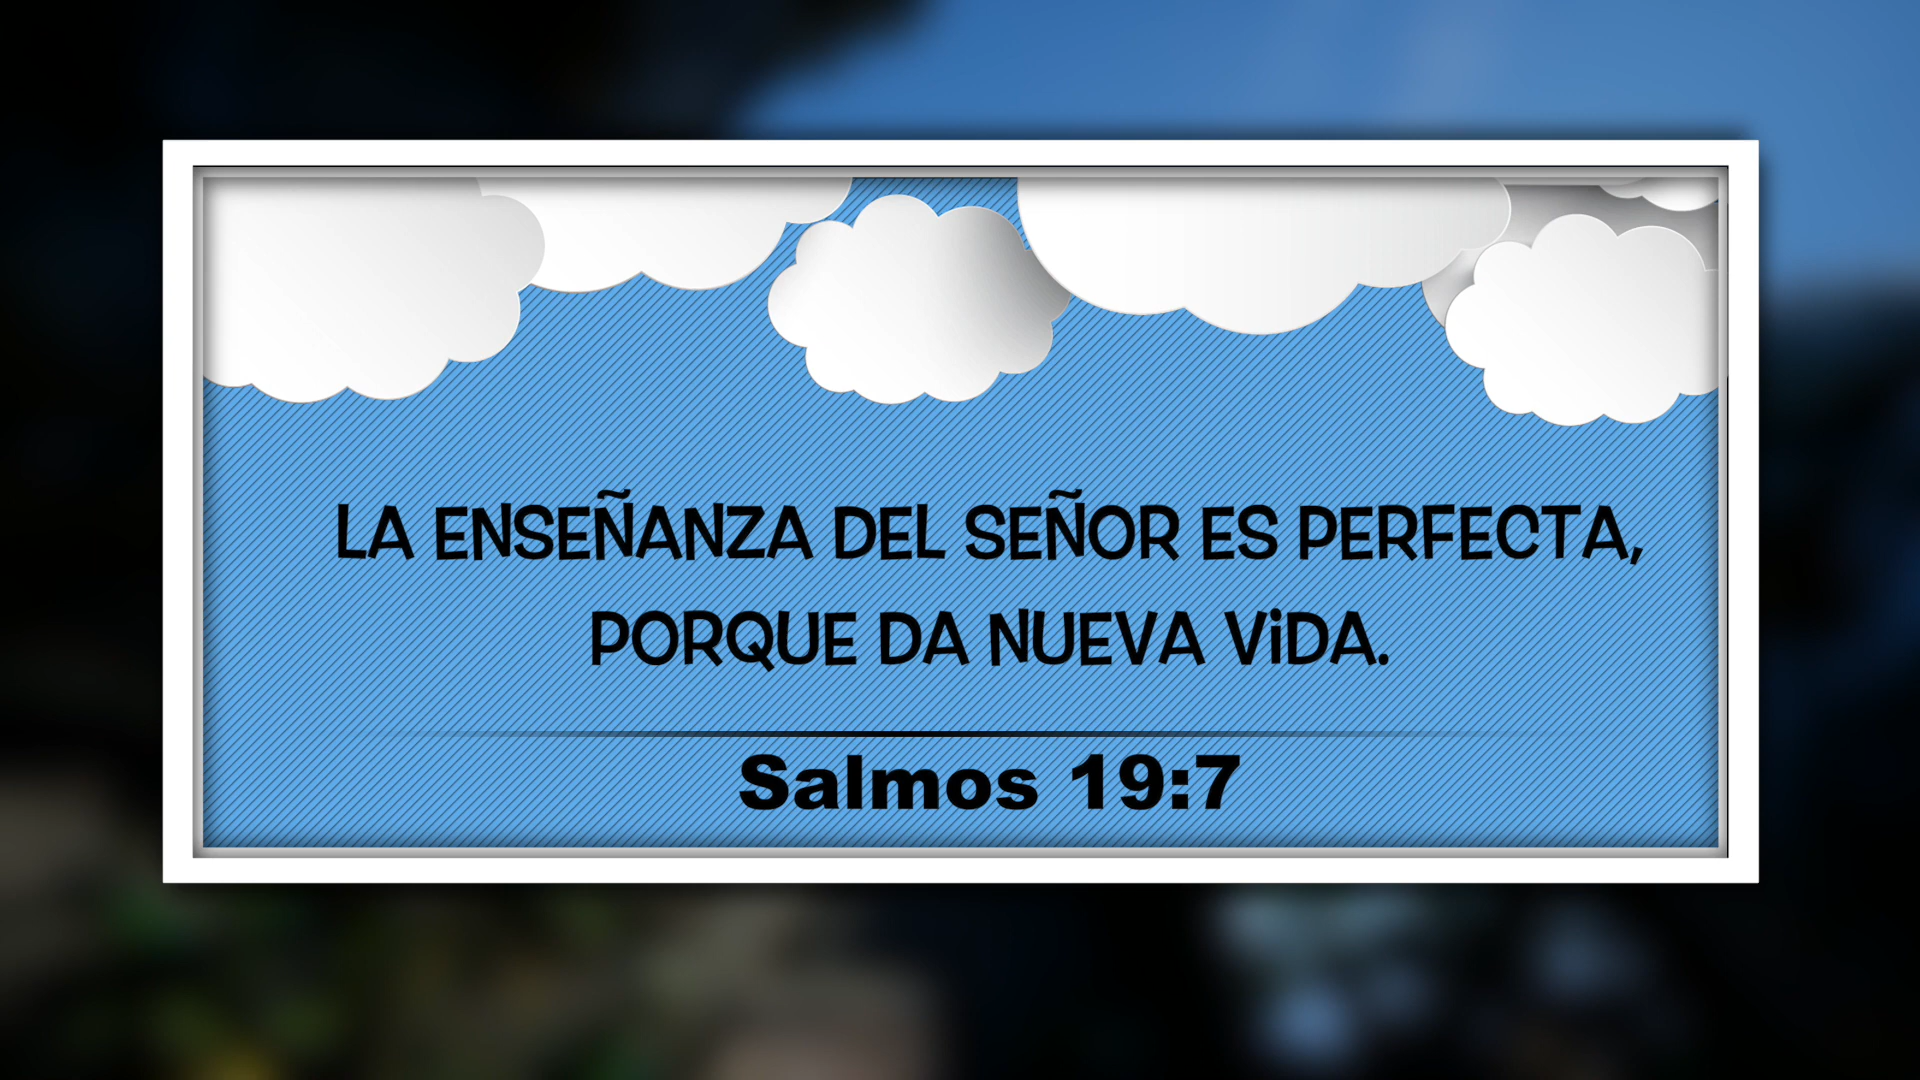 LA ENSEÑANZA DEL SEÑOR ES PERFECTA,
PORQUE DA NUEVA ViDA.
Salmos 19:7